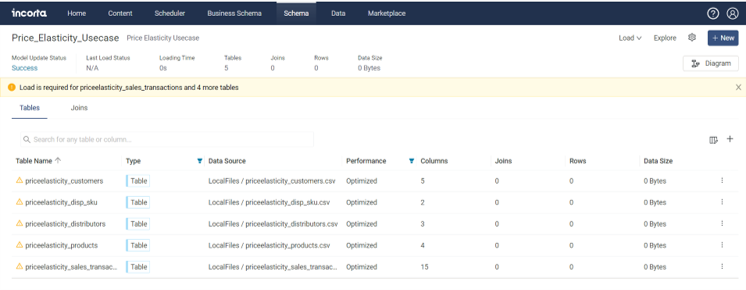 incorta Home Content Scheduler Business Schema Schema Data Marketplace
Price_Elasticity_Usecase Price Elasticity Usecase Load Explore + New
Model Update Status Last Load Status Loading Time Tables Joins Rows Data Size
Success N/A 0s 5 0 0 0 Bytes
Diagram
Load is required for priceelasticity_sales_transactions and 4 more tables
Tables Joins
Search for any table or column...
Table Name Type Data Source Performance Columns Joins Rows Data Size
priceelasticity_customers Table LocalFiles / priceelasticity_customers.csv Optimized 5 0 0 0 Bytes
priceelasticity_disp_sku Table LocalFiles / priceelasticity_disp_sku.csv Optimized 2 0 0 0 Bytes
priceelasticity_distributors Table LocalFiles / priceelasticity_distributors.csv Optimized 3 0 0 0 Bytes
priceelasticity_products Table LocalFiles / priceelasticity_products.csv Optimized 4 0 0 0 Bytes
priceelasticity_sales_transac... Table LocalFiles / priceelasticity_sales_transac... Optimized 15 0 0 0 Bytes